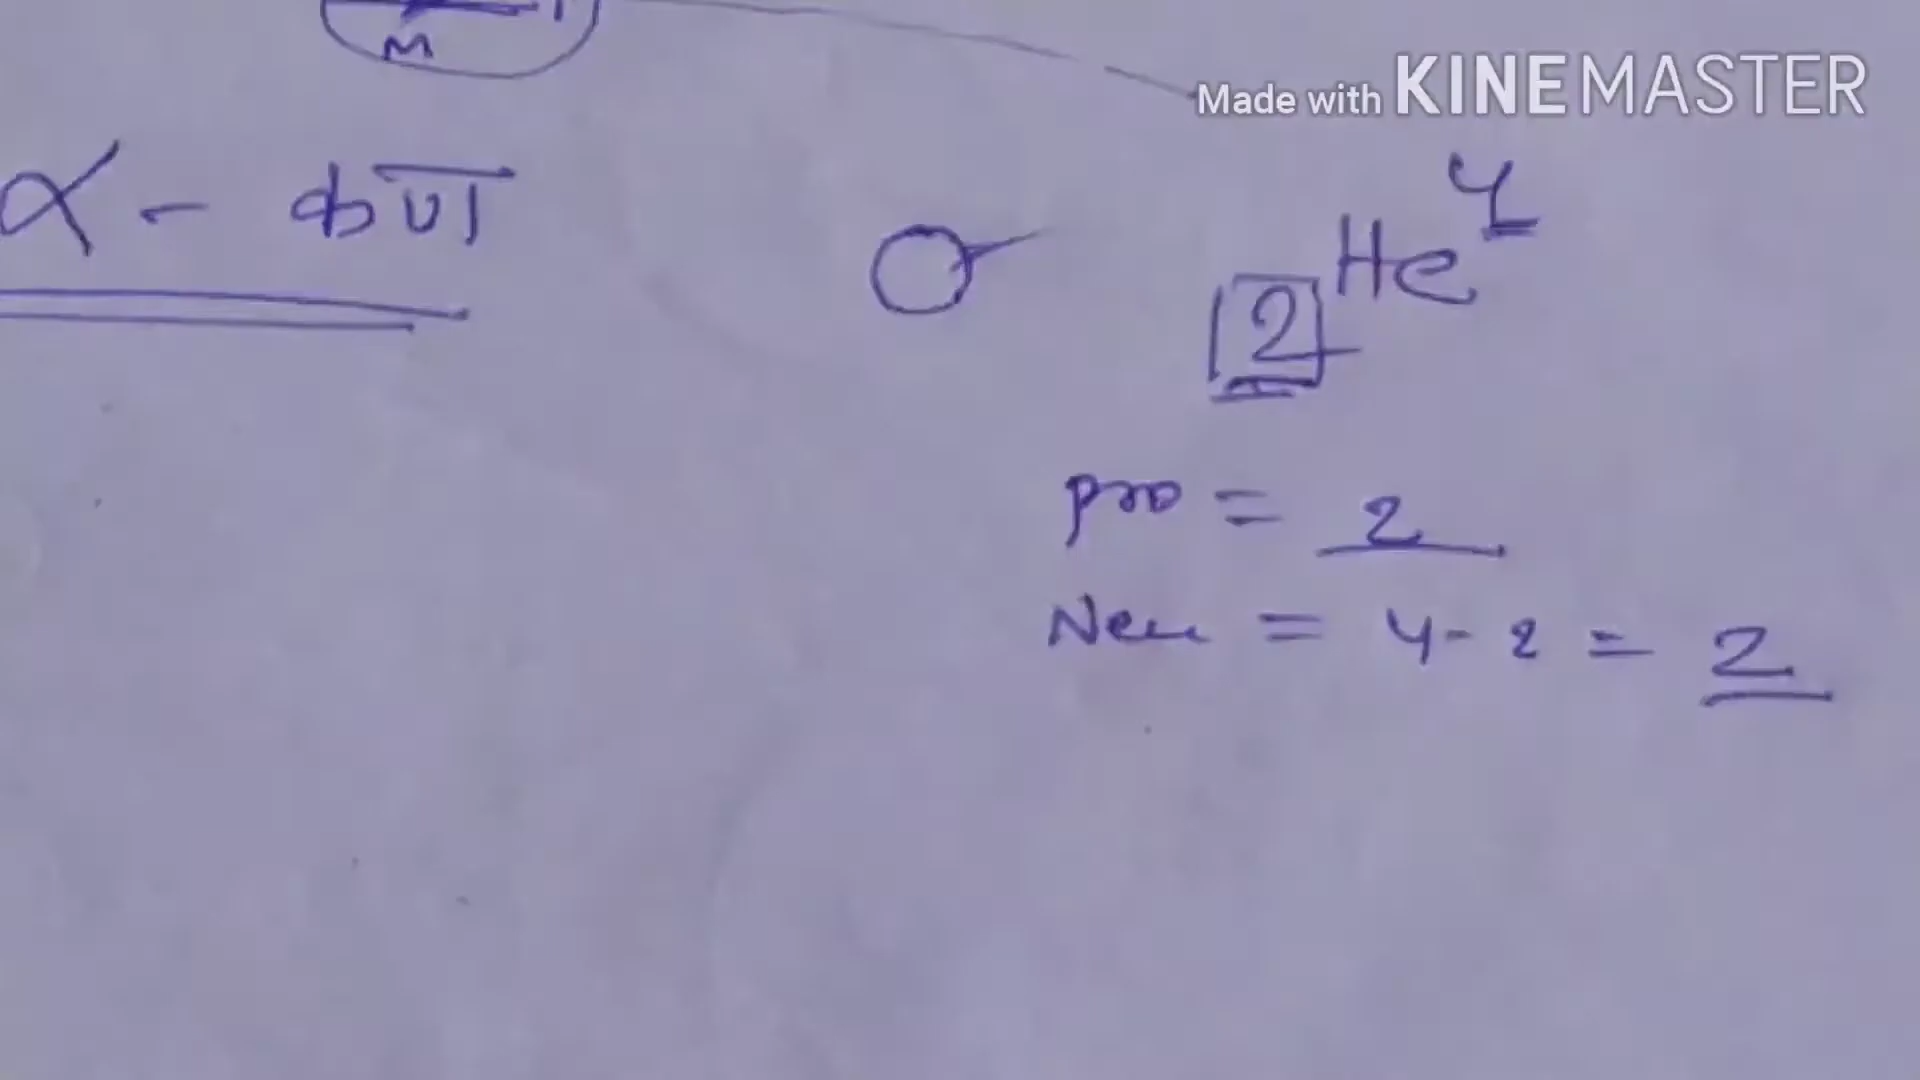 M
Made with KINEMASTER
α - कण
2He4
pro = 2
Neu = 4 - 2 = 2